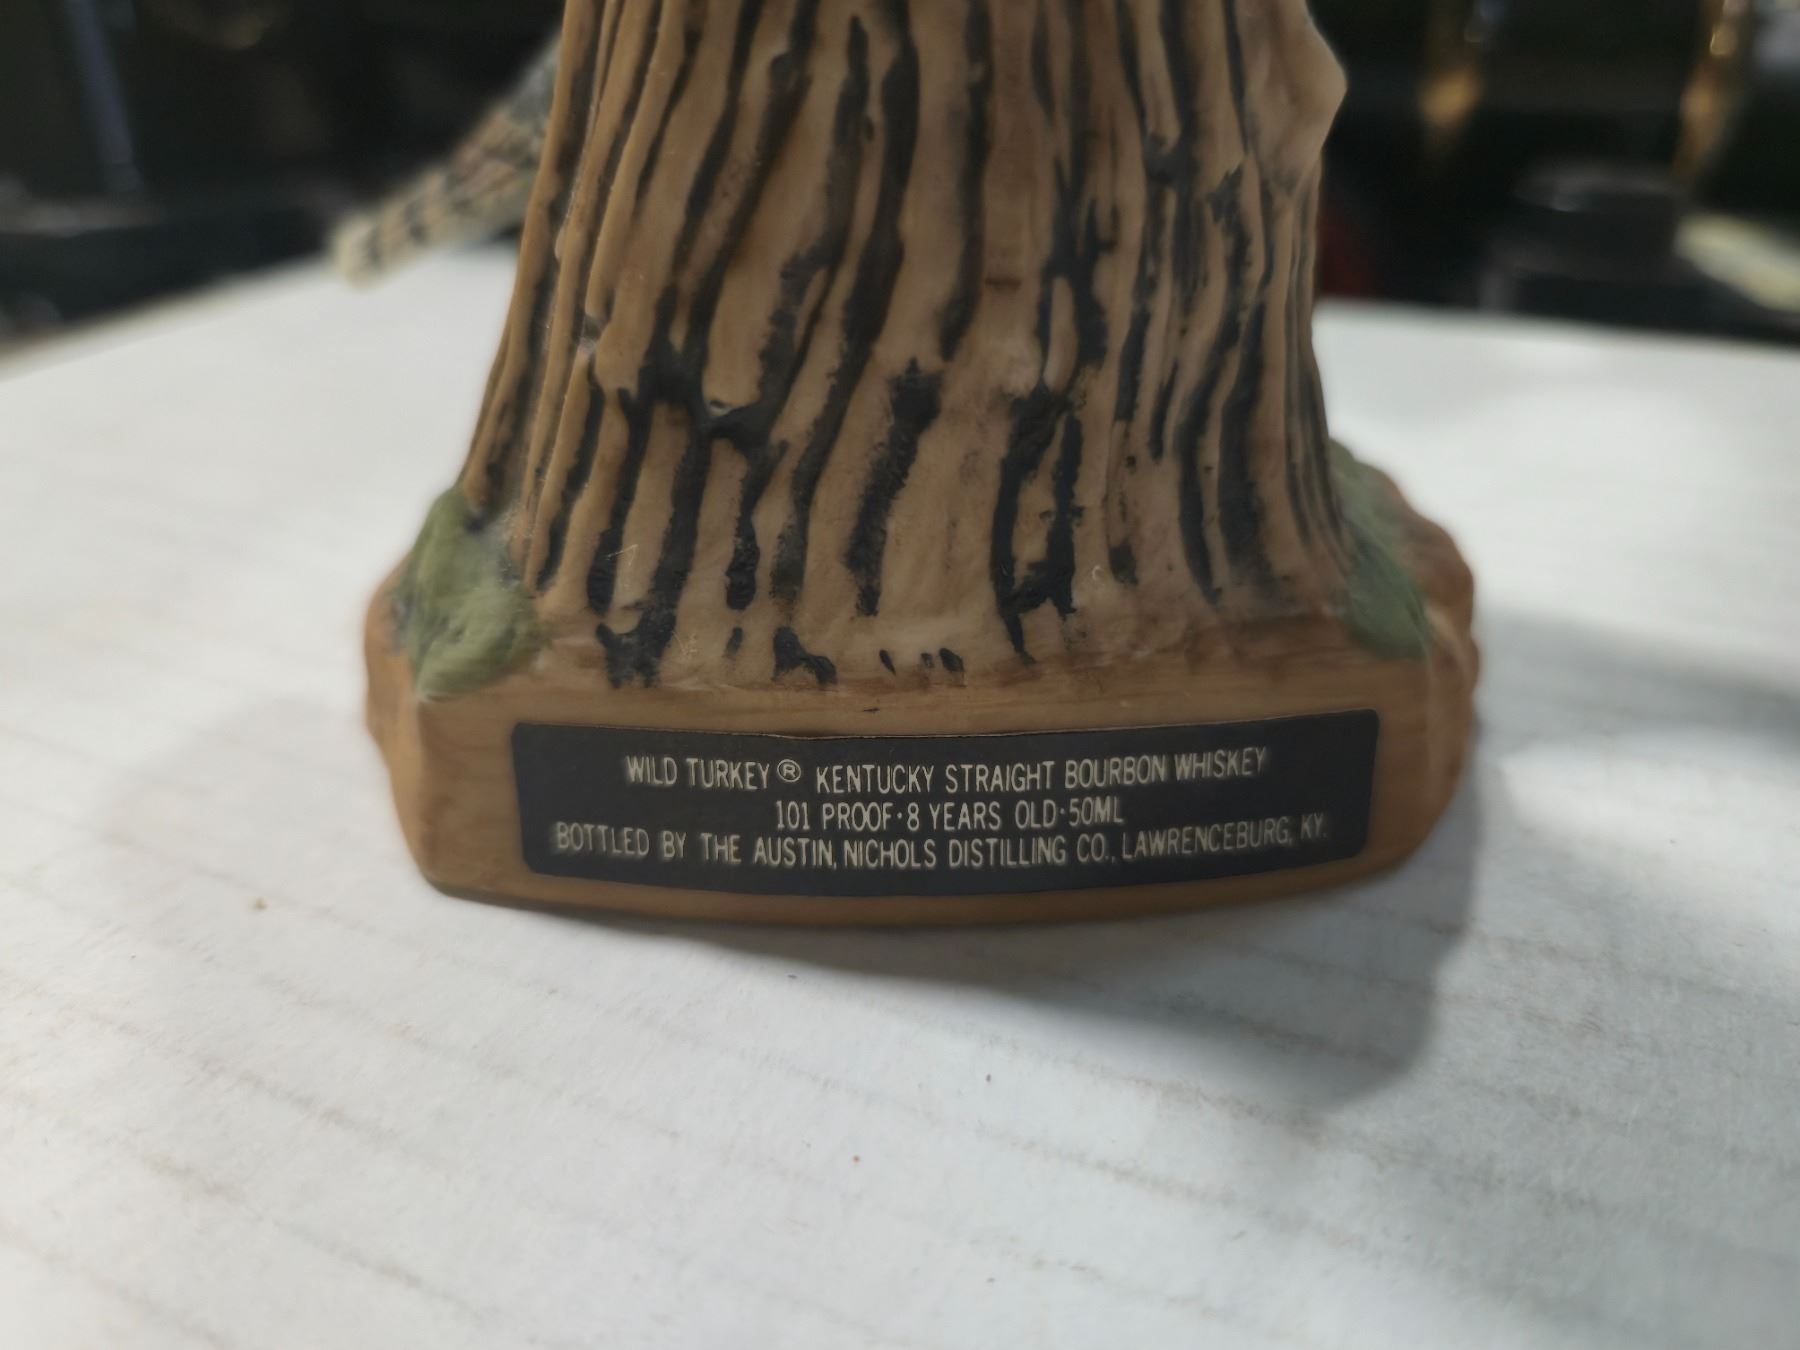 WILD TURKEY® KENTUCKY STRAIGHT BOURBON WHISKEY
101 PROOF·8 YEARS OLD·50ML
BOTTLED BY THE AUSTIN, NICHOLS DISTILLING CO., LAWRENCEBURG, KY.